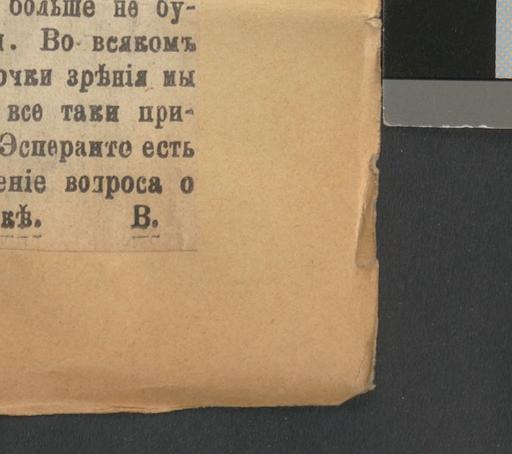 больше не бу-
. Во всякомъ
очки зрѣнія мы
все таки при-
Эсперанто есть
еніе вопроса о
кѣ. В.